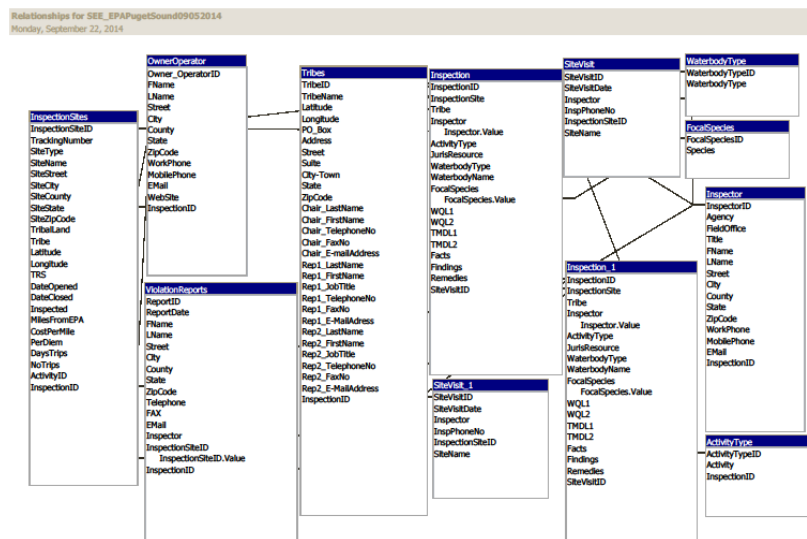 Relationships for SEE_EPAPugetSound09052014
Monday, September 22, 2014
InspectionSites
InspectionSiteID
TrackingNumber
SiteType
SiteName
SiteStreet
SiteCity
SiteCounty
SiteState
SiteZipCode
TribalLand
Tribe
Latitude
Longitude
TRS
DateOpened
DateClosed
Inspected
MilesFromEPA
CostPerMile
PerDiem
DaysTrips
NoTrips
ActivityID
InspectionID
OwnerOperator
Owner_OperatorID
FName
LName
Street
City
County
State
ZipCode
WorkPhone
MobilePhone
EMail
WebSite
InspectionID
ViolationReports
ReportID
ReportDate
FName
LName
Street
City
County
State
ZipCode
Telephone
FAX
EMail
Inspector
InspectionSiteID
InspectionSiteID.Value
InspectionID
Tribes
TribeID
TribeName
Latitude
Longitude
PO_Box
Address
Street
Suite
City-Town
State
ZipCode
Chair_LastName
Chair_FirstName
Chair_TelephoneNo
Chair_FaxNo
Chair_E-mailAddress
Rep1_LastName
Rep1_FirstName
Rep1_JobTitle
Rep1_TelephoneNo
Rep1_FaxNo
Rep1_E-MailAdress
Rep2_LastName
Rep2_FirstName
Rep2_JobTitle
Rep2_TelephoneNo
Rep2_FaxNo
Rep2_E-MailAddress
InspectionID
Inspection
InspectionID
InspectionSite
Tribe
Inspector
Inspector.Value
ActivityType
JurisResource
WaterbodyType
WaterbodyName
FocalSpecies
FocalSpecies.Value
WQL1
WQL2
TMDL1
TMDL2
Facts
Findings
Remedies
SiteVisitID
SiteVisit_1
SiteVisitID
SiteVisitDate
Inspector
InspPhoneNo
InspectionSiteID
SiteName
SiteVisit
SiteVisitID
SiteVisitDate
Inspector
InspPhoneNo
InspectionSiteID
SiteName
Inspection_1
InspectionID
InspectionSite
Tribe
Inspector
Inspector.Value
ActivityType
JurisResource
WaterbodyType
WaterbodyName
FocalSpecies
FocalSpecies.Value
WQL1
WQL2
TMDL1
TMDL2
Facts
Findings
Remedies
SiteVisitID
WaterbodyType
WaterbodyTypeID
WaterbodyType
FocalSpecies
FocalSpeciesID
Species
Inspector
InspectorID
Agency
FieldOffice
Title
FName
LName
Street
City
County
State
ZipCode
WorkPhone
MobilePhone
EMail
InspectionID
ActivityType
ActivityTypeID
Activity
InspectionID